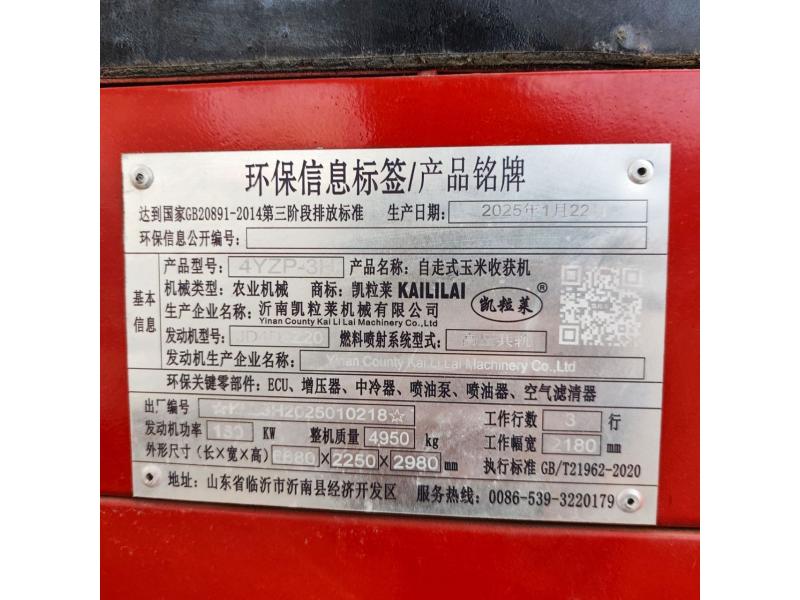 环保信息标签/产品铭牌
达到国家GB20891-2014第三阶段排放标准 生产日期: 2025年1月22
环保信息公开编号:
基本信息
产品型号: 4YZP-3H 产品名称: 自走式玉米收获机
机械类型: 农业机械 商标: 凯粒莱 KAILILAI 凯粒莱 ®
生产企业名称: 沂南凯粒莱机械有限公司
Yinan County Kai Li Lai Machinery Co.,Ltd
发动机型号: 燃料喷射系统型式:
发动机生产企业名称:
Yinan County Kai Li Lai Machinery Co.,Ltd
环保关键零部件: ECU、增压器、中冷器、喷油泵、喷油器、空气滤清器
出厂编号 3H2025010218☆ 工作行数 3 行
发动机功率 KW 整机质量 4950 kg 工作幅宽 2180 mm
外形尺寸(长×宽×高) ×2250×2980 mm 执行标准 GB/T21962-2020
地址: 山东省临沂市沂南县经济开发区 服务热线: 0086-539-3220179